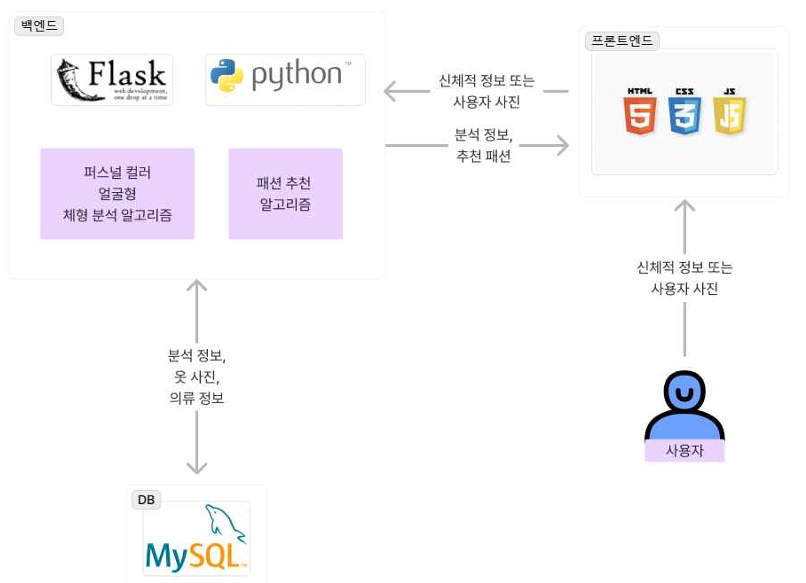 백엔드
Flask
web development,
one drop at a time
python™
퍼스널 컬러
얼굴형
체형 분석 알고리즘
패션 추천
알고리즘
신체적 정보 또는
사용자 사진
분석 정보,
추천 패션
프론트엔드
HTML
5
CSS
3
JS
JS
신체적 정보 또는
사용자 사진
사용자
분석 정보,
옷 사진,
의류 정보
DB
MySQL™